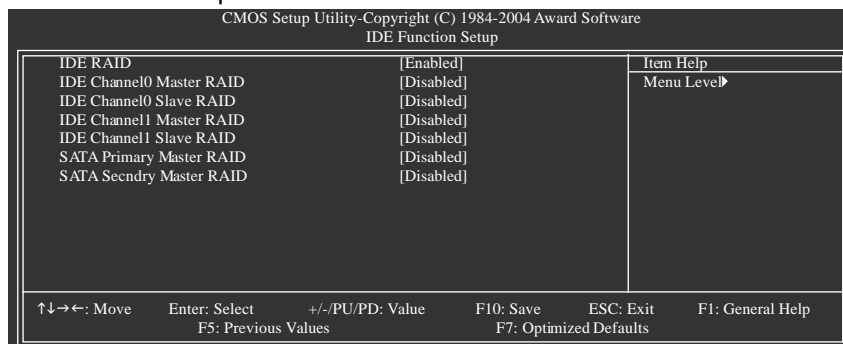 CMOS Setup Utility-Copyright (C) 1984-2004 Award Software
IDE Function Setup
IDE RAID [Enabled] Item Help
IDE Channel0 Master RAID [Disabled] Menu Level▶
IDE Channel0 Slave RAID [Disabled]
IDE Channel1 Master RAID [Disabled]
IDE Channel1 Slave RAID [Disabled]
SATA Primary Master RAID [Disabled]
SATA Secndry Master RAID [Disabled]
↑↓→←: Move Enter: Select +/-/PU/PD: Value F10: Save ESC: Exit F1: General Help
F5: Previous Values F7: Optimized Defaults